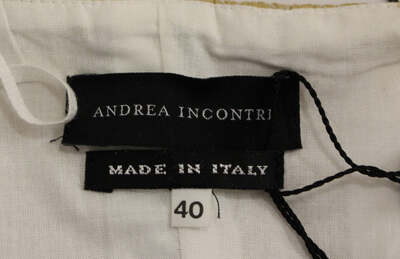 ANDREA INCONTRI
MADE IN ITALY
40